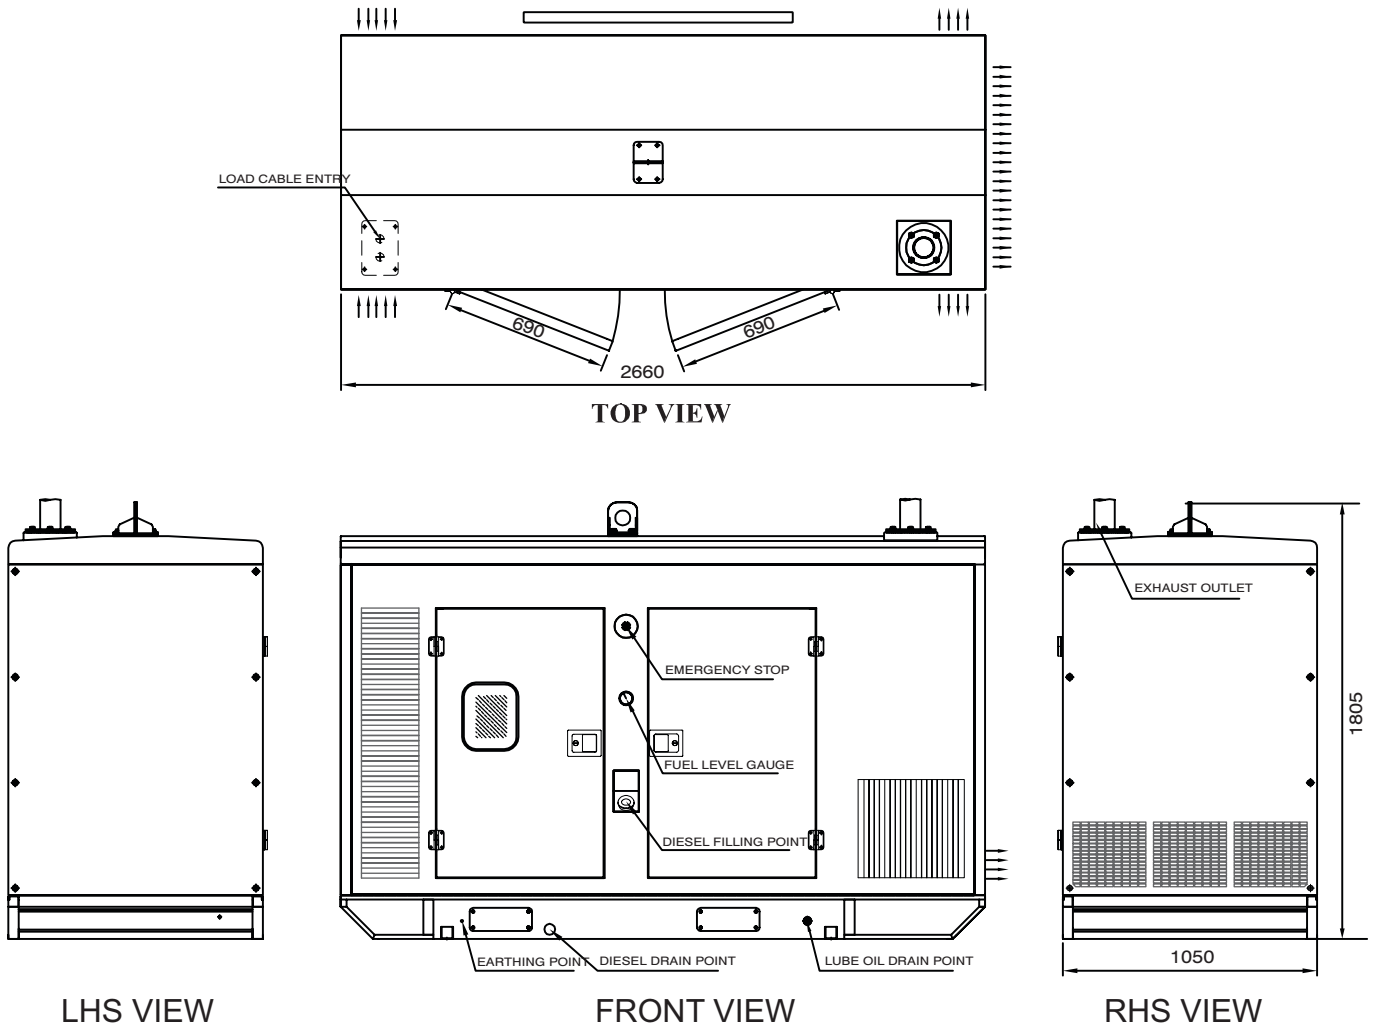 LOAD CABLE ENTRY
690
690
2660
TOP VIEW
EXHAUST OUTLET
EMERGENCY STOP
1805
FUEL LEVEL GAUGE
DIESEL FILLING POINT
EARTHING POINT
DIESEL DRAIN POINT
LUBE OIL DRAIN POINT
1050
LHS VIEW
FRONT VIEW
RHS VIEW